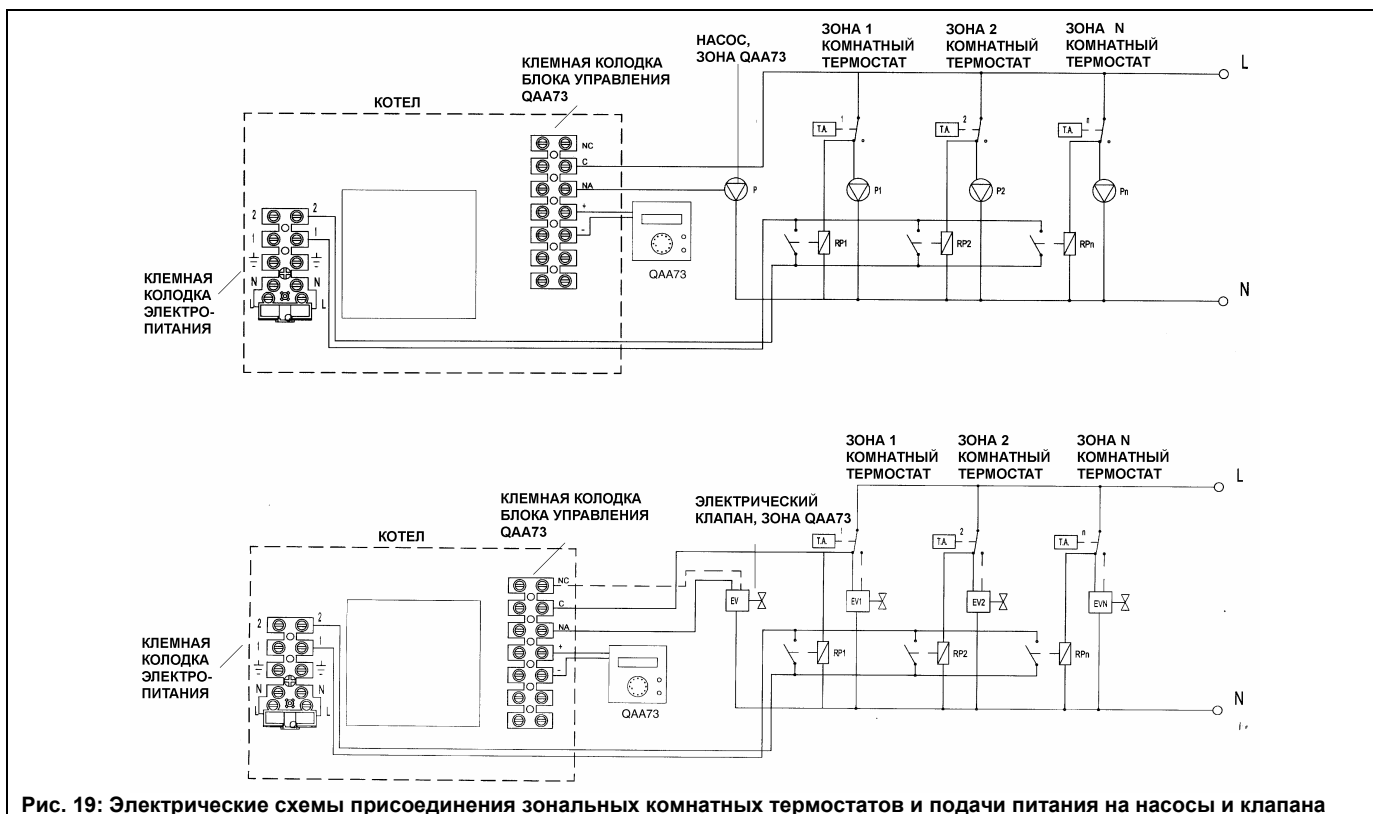 НАСОС,
ЗОНА QAA73
ЗОНА 1
КОМНАТНЫЙ
ТЕРМОСТАТ
ЗОНА 2
КОМНАТНЫЙ
ТЕРМОСТАТ
ЗОНА N
КОМНАТНЫЙ
ТЕРМОСТАТ
L
КЛЕМНАЯ КОЛОДКА
БЛОКА УПРАВЛЕНИЯ
QAA73
КОТЕЛ
NC
C
NA
+
-
T.A.
1
T.A.
2
T.A.
n
P
P1
P2
Pn
2
2
1
1
N
N
L
L
QAA73
RP1
RP2
RPn
КЛЕМНАЯ
КОЛОДКА
ЭЛЕКТРО-
ПИТАНИЯ
N
ЗОНА 1
КОМНАТНЫЙ
ТЕРМОСТАТ
ЗОНА 2
КОМНАТНЫЙ
ТЕРМОСТАТ
ЗОНА N
КОМНАТНЫЙ
ТЕРМОСТАТ
L
КЛЕМНАЯ КОЛОДКА
БЛОКА УПРАВЛЕНИЯ
QAA73
ЭЛЕКТРИЧЕСКИЙ
КЛАПАН, ЗОНА QAA73
КОТЕЛ
NC
C
NA
+
-
T.A.
1
T.A.
2
T.A.
n
EV
EV1
EV2
EVN
2
2
1
1
N
N
L
L
QAA73
RP1
RP2
RPn
КЛЕМНАЯ
КОЛОДКА
ЭЛЕКТРО-
ПИТАНИЯ
N
Рис. 19: Электрические схемы присоединения зональных комнатных термостатов и подачи питания на насосы и клапана